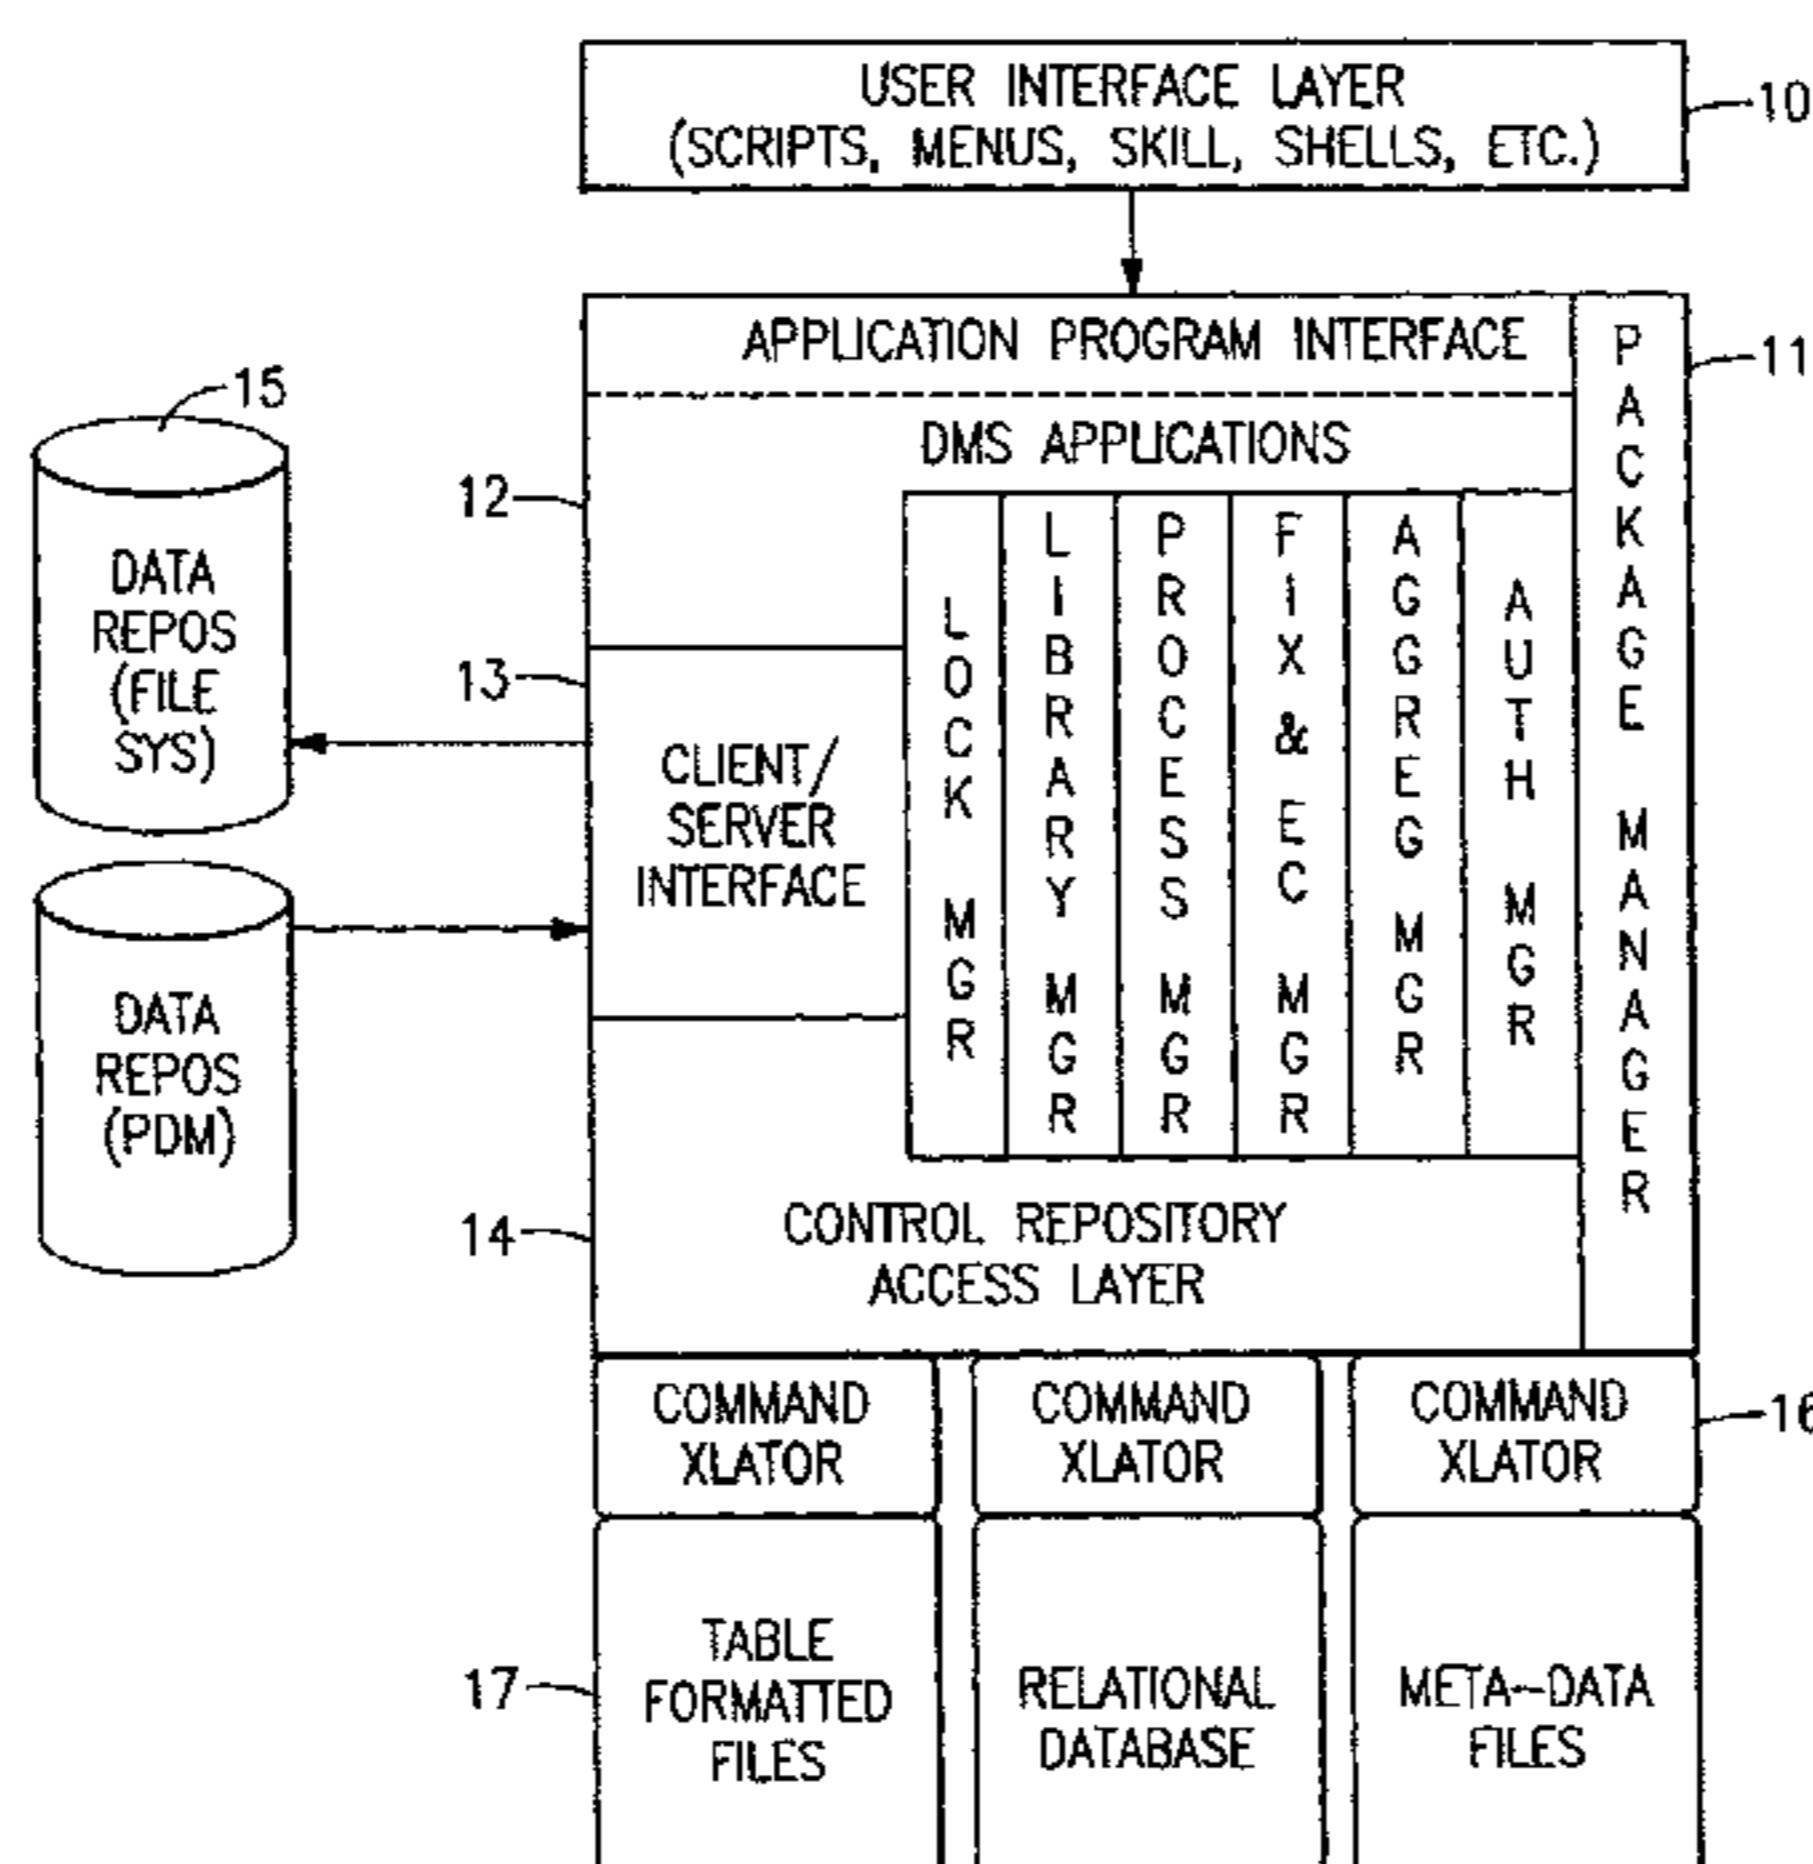 USER INTERFACE LAYER
(SCRIPTS, MENUS, SKILL, SHELLS, ETC.)
10
APPLICATION PROGRAM INTERFACE
PACKAGE MANAGER
11
DMS APPLICATIONS
12
15
DATA
REPOS
(FILE
SYS)
13
CLIENT/
SERVER
INTERFACE
LOCK MGR
LIBRARY MGR
PROCESS MGR
FIX & EC MGR
AGGREG MGR
AUTH MGR
DATA
REPOS
(PDM)
14
CONTROL REPOSITORY
ACCESS LAYER
COMMAND
XLATOR
COMMAND
XLATOR
COMMAND
XLATOR
16
17
TABLE
FORMATTED
FILES
RELATIONAL
DATABASE
META-DATA
FILES